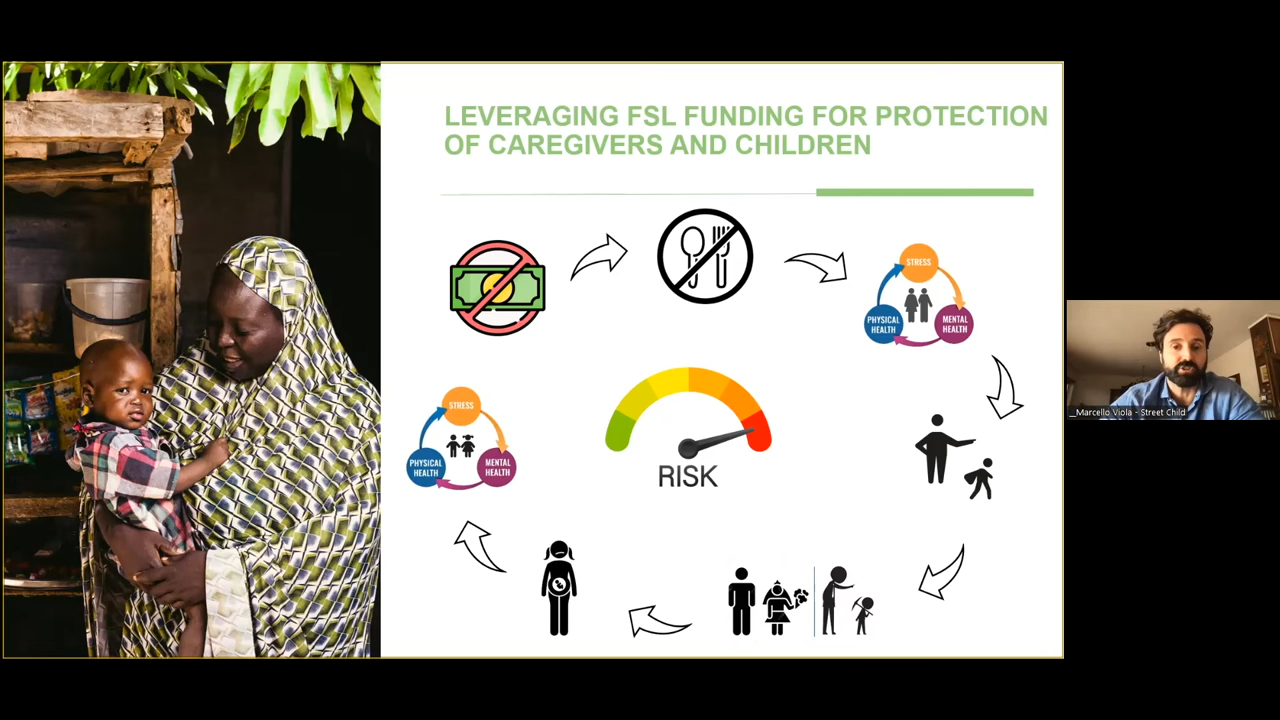 LEVERAGING FSL FUNDING FOR PROTECTION
OF CAREGIVERS AND CHILDREN
STRESS
PHYSICAL
HEALTH
MENTAL
HEALTH
STRESS
PHYSICAL
HEALTH
MENTAL
HEALTH
RISK
_Marcello Viola - Street Child